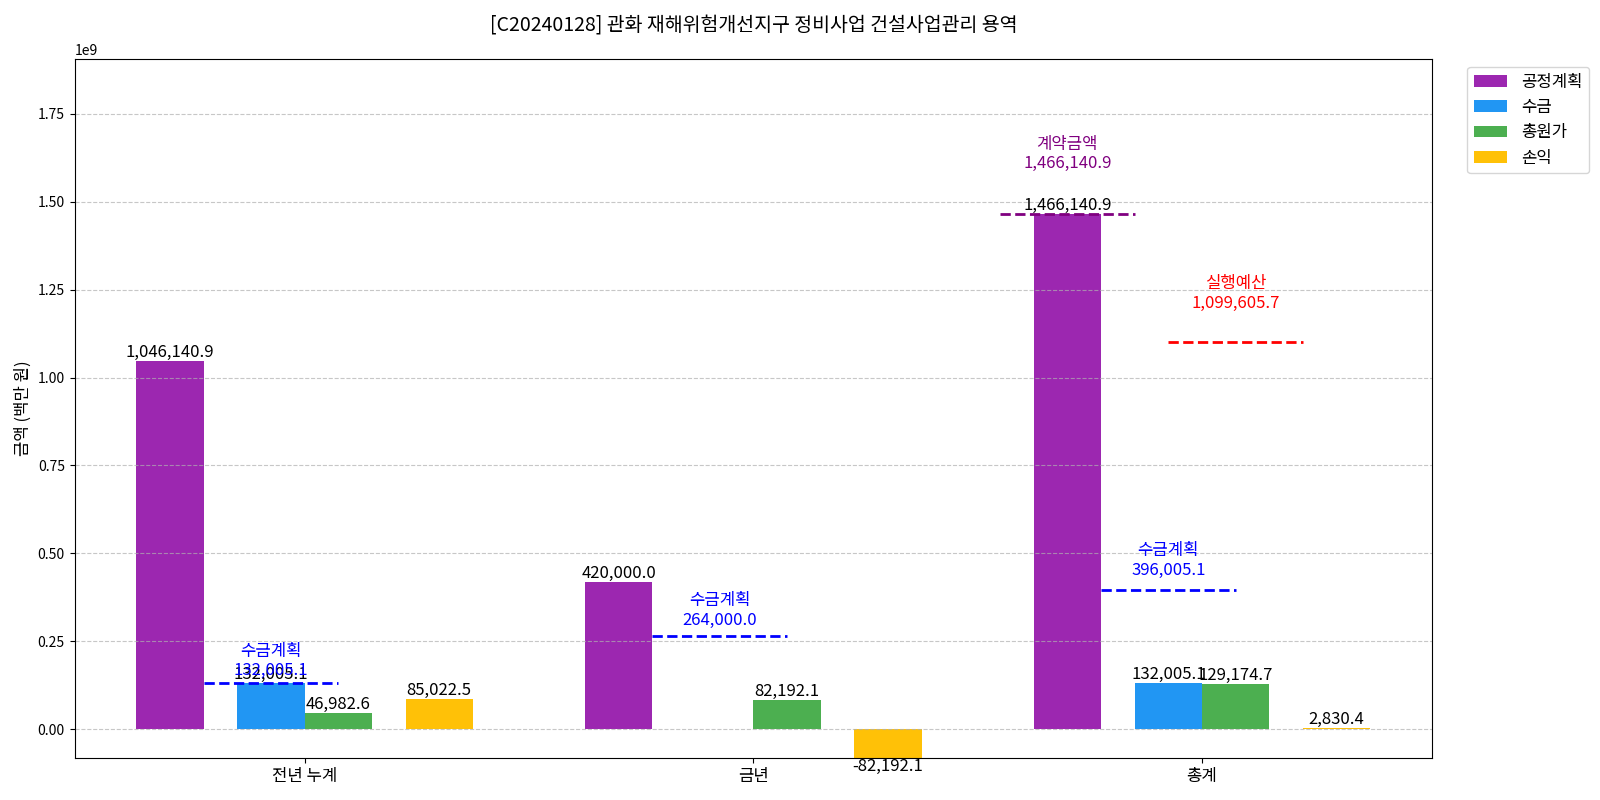 [C20240128] 관화 재해위험개선지구 정비사업 건설사업관리 용역
1e9
공정계획
수금
총원가
손익
금액 (백만 원)
1.75
1.50
1.25
1.00
0.75
0.50
0.25
0.00
계약금액
1,466,140.9
1,466,140.9
실행예산
1,099,605.7
1,046,140.9
수금계획
396,005.1
420,000.0
수금계획
264,000.0
수금계획
132,005.1
132,005.1
46,982.6
85,022.5
82,192.1
-82,192.1
132,005.1
129,174.7
2,830.4
전년 누계
금년
총계